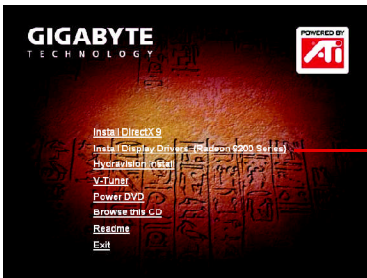 GIGABYTE
TECHNOLOGY
POWERED BY
ATI
Install DirectX 9
Install Display Drivers (Radeon 9200 Series)
Hydravision Install
V-Tuner
Power DVD
Browse this CD
Readme
Exit